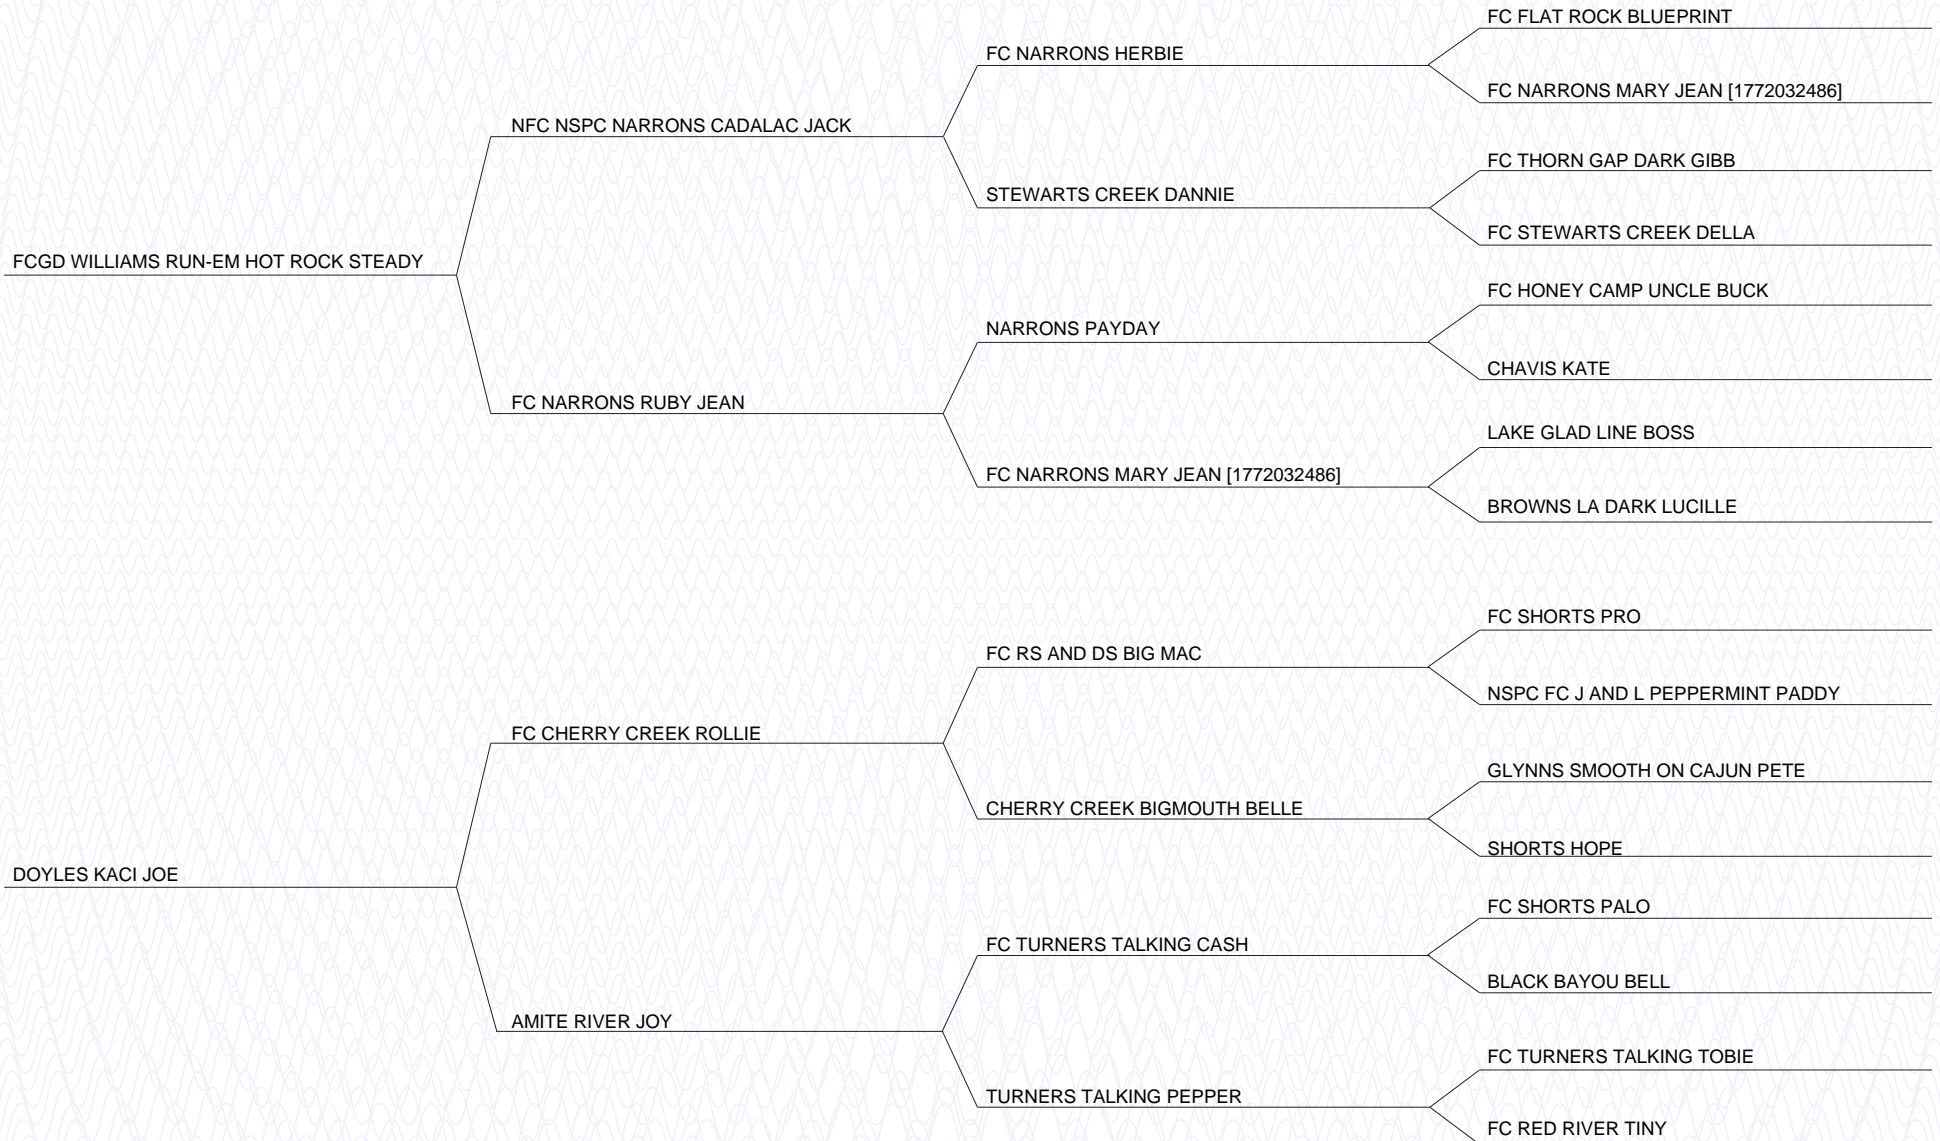 FC FLAT ROCK BLUEPRINT
FC NARRONS HERBIE
FC NARRONS MARY JEAN [1772032486]
NFC NSPC NARRONS CADALAC JACK
FC THORN GAP DARK GIBB
STEWARTS CREEK DANNIE
FC STEWARTS CREEK DELLA
FCGD WILLIAMS RUN-EM HOT ROCK STEADY
FC HONEY CAMP UNCLE BUCK
NARRONS PAYDAY
CHAVIS KATE
FC NARRONS RUBY JEAN
LAKE GLAD LINE BOSS
FC NARRONS MARY JEAN [1772032486]
BROWNS LA DARK LUCILLE
FC SHORTS PRO
FC RS AND DS BIG MAC
NSPC FC J AND L PEPPERMINT PADDY
FC CHERRY CREEK ROLLIE
GLYNNS SMOOTH ON CAJUN PETE
CHERRY CREEK BIGMOUTH BELLE
SHORTS HOPE
DOYLES KACI JOE
FC SHORTS PALO
FC TURNERS TALKING CASH
BLACK BAYOU BELL
AMITE RIVER JOY
FC TURNERS TALKING TOBIE
TURNERS TALKING PEPPER
FC RED RIVER TINY